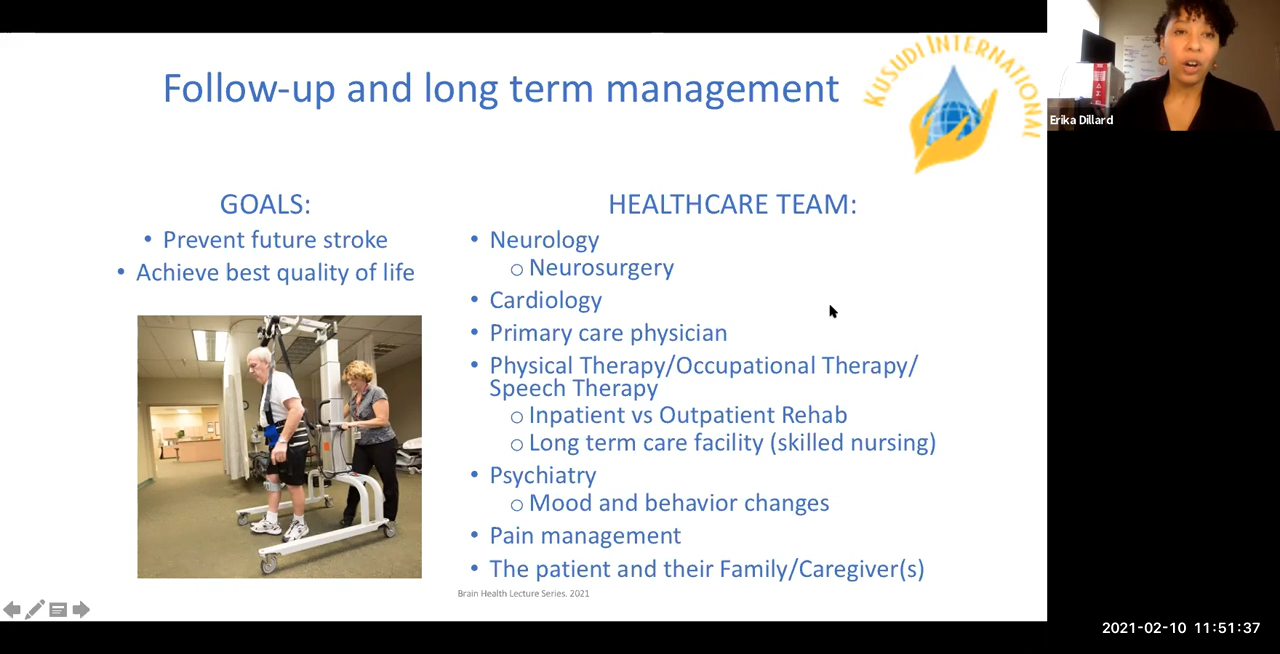 Follow-up and long term management
KUSUDI INTERNATIONAL
Erika Dillard
GOALS:
• Prevent future stroke
• Achieve best quality of life
HEALTHCARE TEAM:
• Neurology
o Neurosurgery
• Cardiology
• Primary care physician
• Physical Therapy/Occupational Therapy/
Speech Therapy
o Inpatient vs Outpatient Rehab
o Long term care facility (skilled nursing)
• Psychiatry
o Mood and behavior changes
• Pain management
• The patient and their Family/Caregiver(s)
Brain Health Lecture Series. 2021
2021-02-10 11:51:37